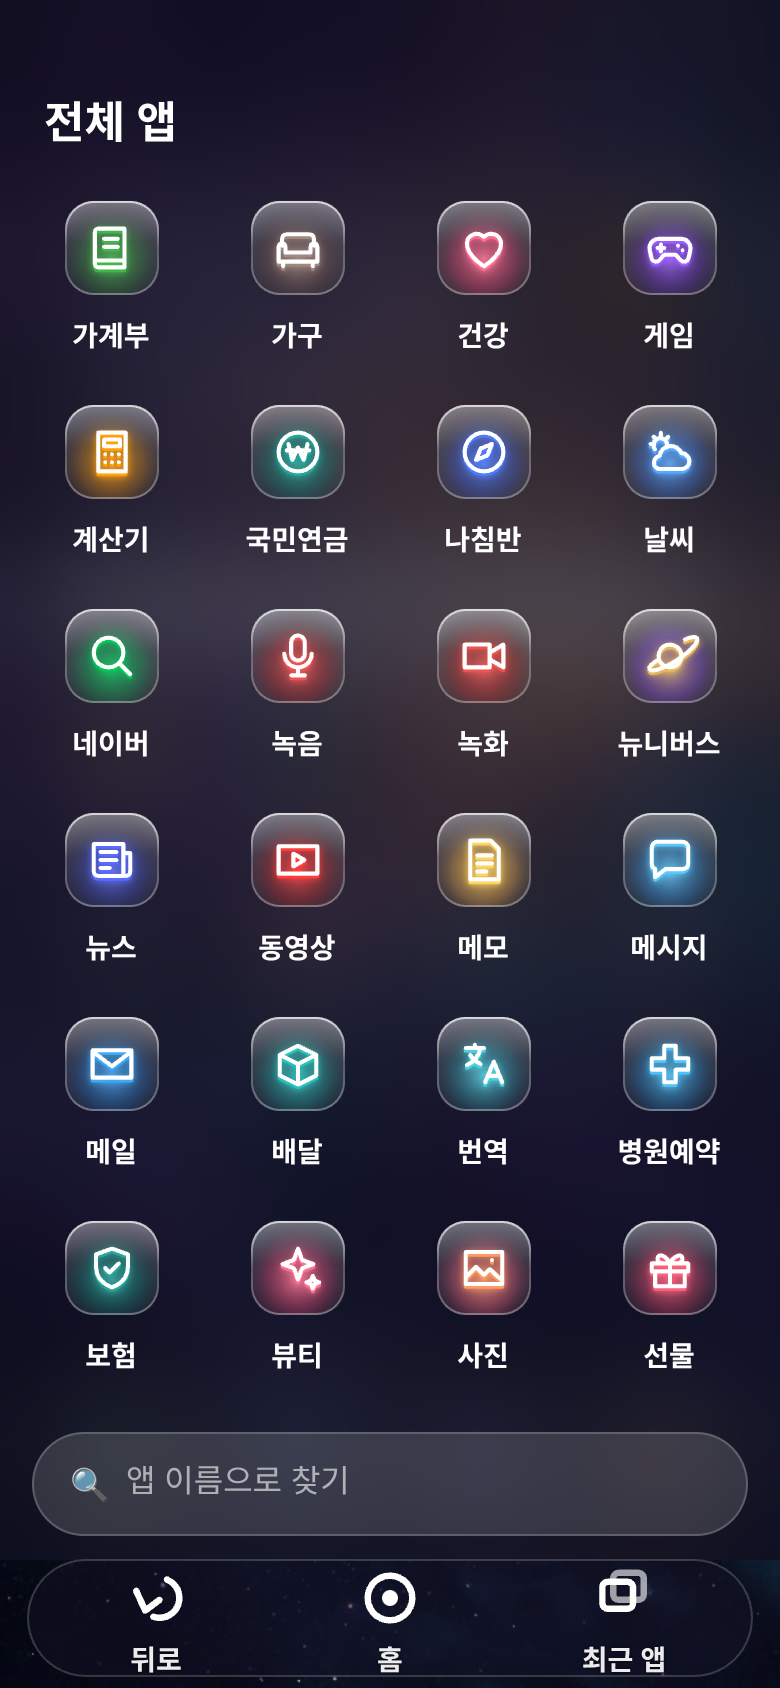 전체 앱
가계부
가구
건강
게임
계산기
국민연금
나침반
날씨
네이버
녹음
녹화
뉴니버스
뉴스
동영상
메모
메시지
메일
배달
번역
병원예약
보험
뷰티
사진
선물
앱 이름으로 찾기
뒤로
홈
최근 앱